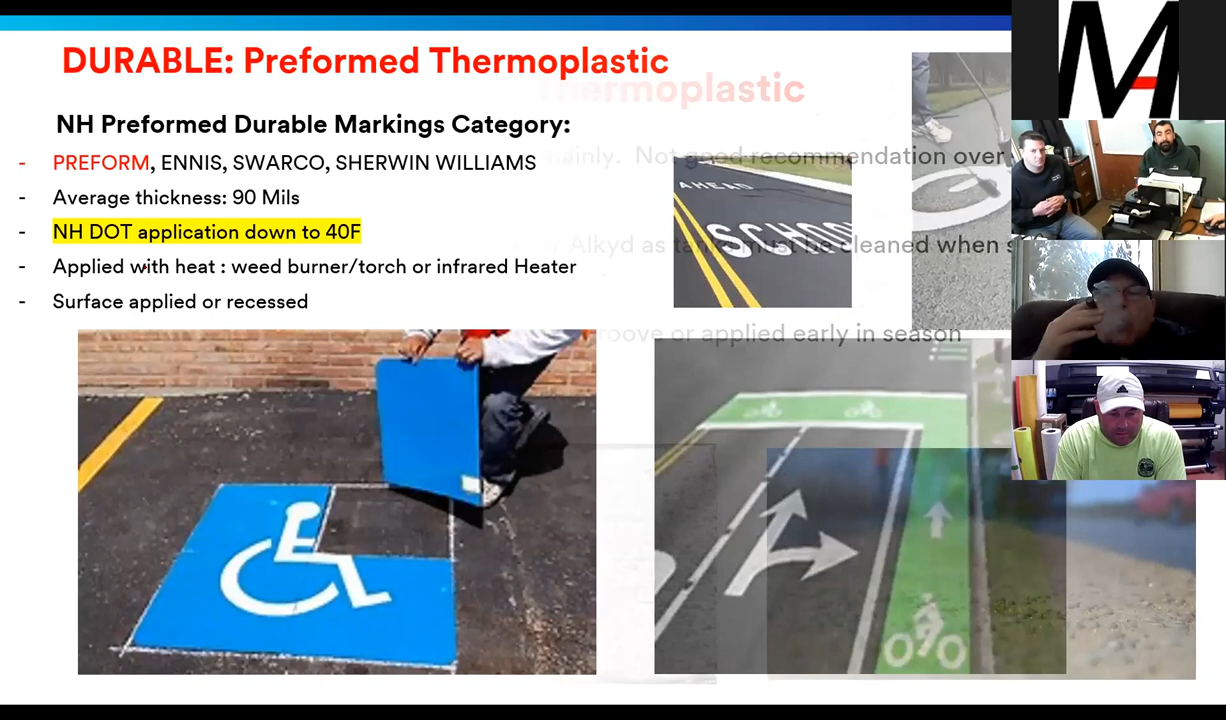 DURABLE: Preformed Thermoplastic
hermoplastic
NH Preformed Durable Markings Category:
- PREFORM, ENNIS, SWARCO, SHERWIN WILLIAMS
mainly. Not good recommendation over
- Average thickness: 90 Mils
- NH DOT application down to 40F
Alkyd as tanks must be cleaned when
- Applied with heat : weed burner/torch or infrared Heater
- Surface applied or recessed
groove or applied early in season
AHEAD
SCHOOL